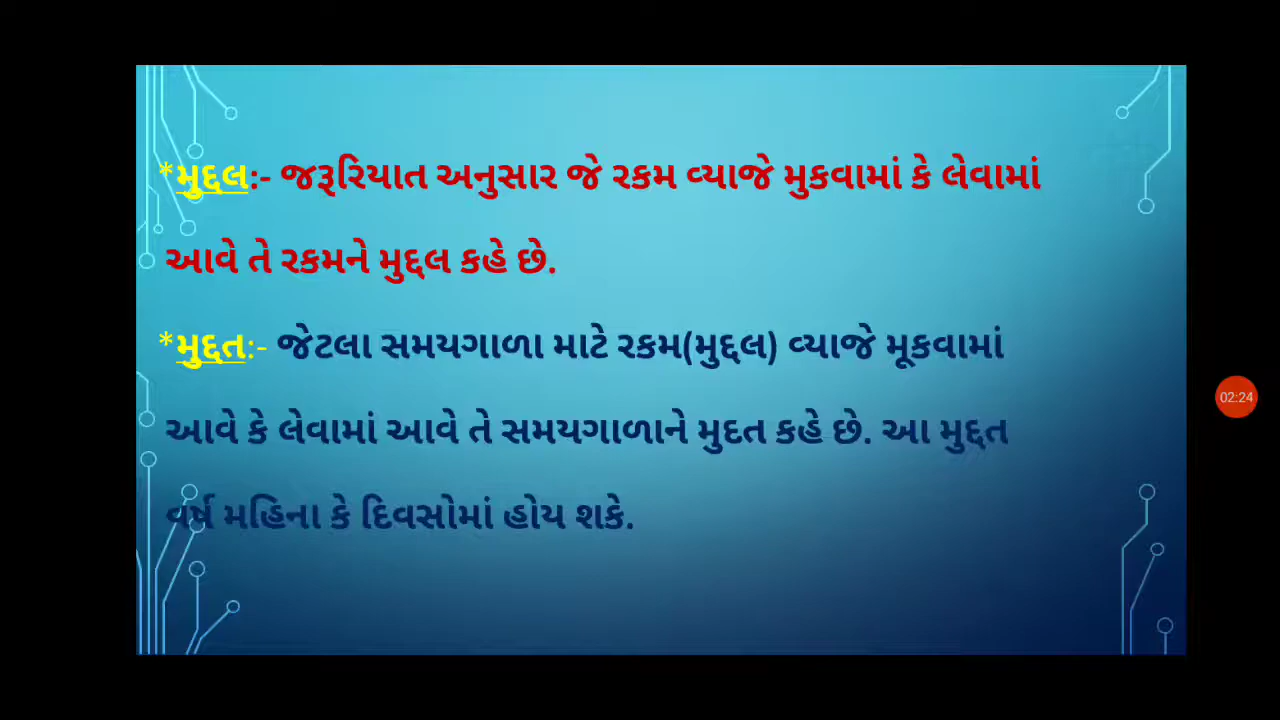 *મુદ્દલ:- જરૂરિયાત અનુસાર જે રકમ વ્યાજે મુકવામાં કે લેવામાં
આવે તે રકમને મુદ્દલ કહે છે.
*મુદ્દત:- જેટલા સમયગાળા માટે રકમ(મુદ્દલ) વ્યાજે મૂકવામાં
આવે કે લેવામાં આવે તે સમયગાળાને મુદત કહે છે. આ મુદ્દત
વર્ષ મહિના કે દિવસોમાં હોય શકે.
02:24